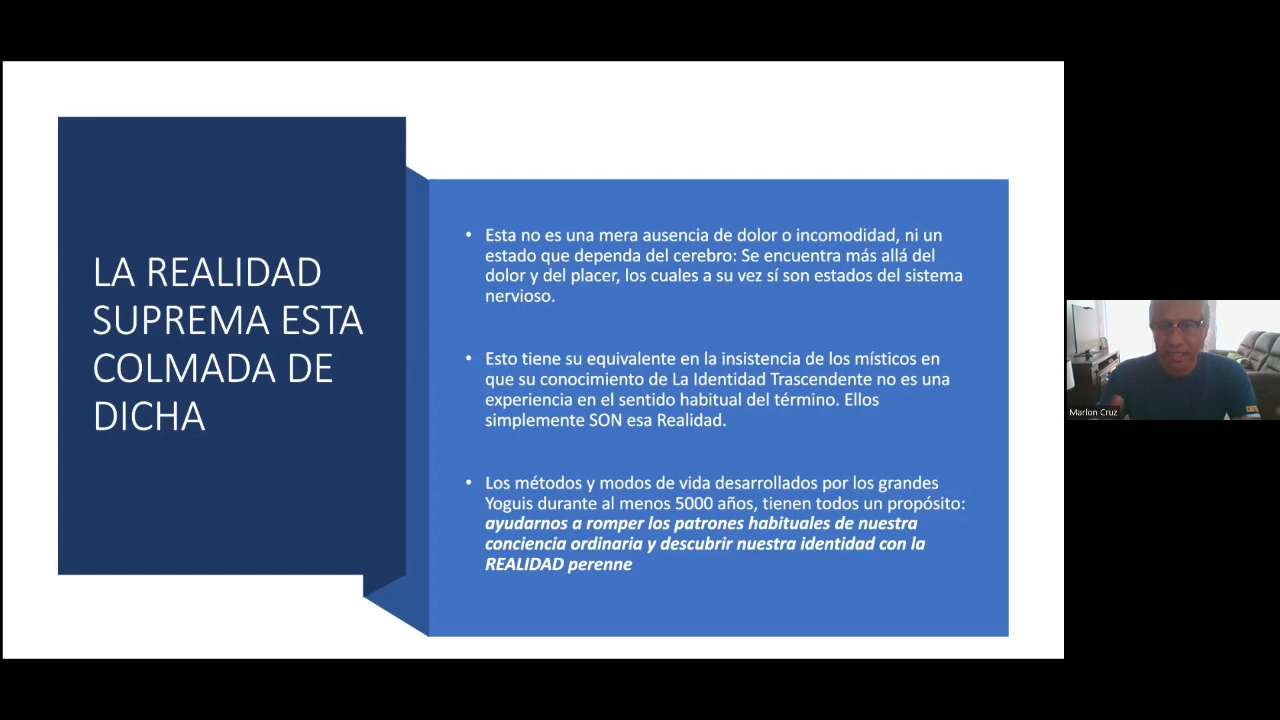 LA REALIDAD
SUPREMA ESTA
COLMADA DE
DICHA
• Esta no es una mera ausencia de dolor o incomodidad, ni un
estado que dependa del cerebro: Se encuentra más allá del
dolor y del placer, los cuales a su vez sí son estados del sistema
nervioso.
• Esto tiene su equivalente en la insistencia de los místicos en
que su conocimiento de La Identidad Trascendente no es una
experiencia en el sentido habitual del término. Ellos
simplemente SON esa Realidad.
• Los métodos y modos de vida desarrollados por los grandes
Yoguis durante al menos 5000 años, tienen todos un propósito:
ayudarnos a romper los patrones habituales de nuestra
conciencia ordinaria y descubrir nuestra identidad con la
REALIDAD perenne
Marlon Cruz